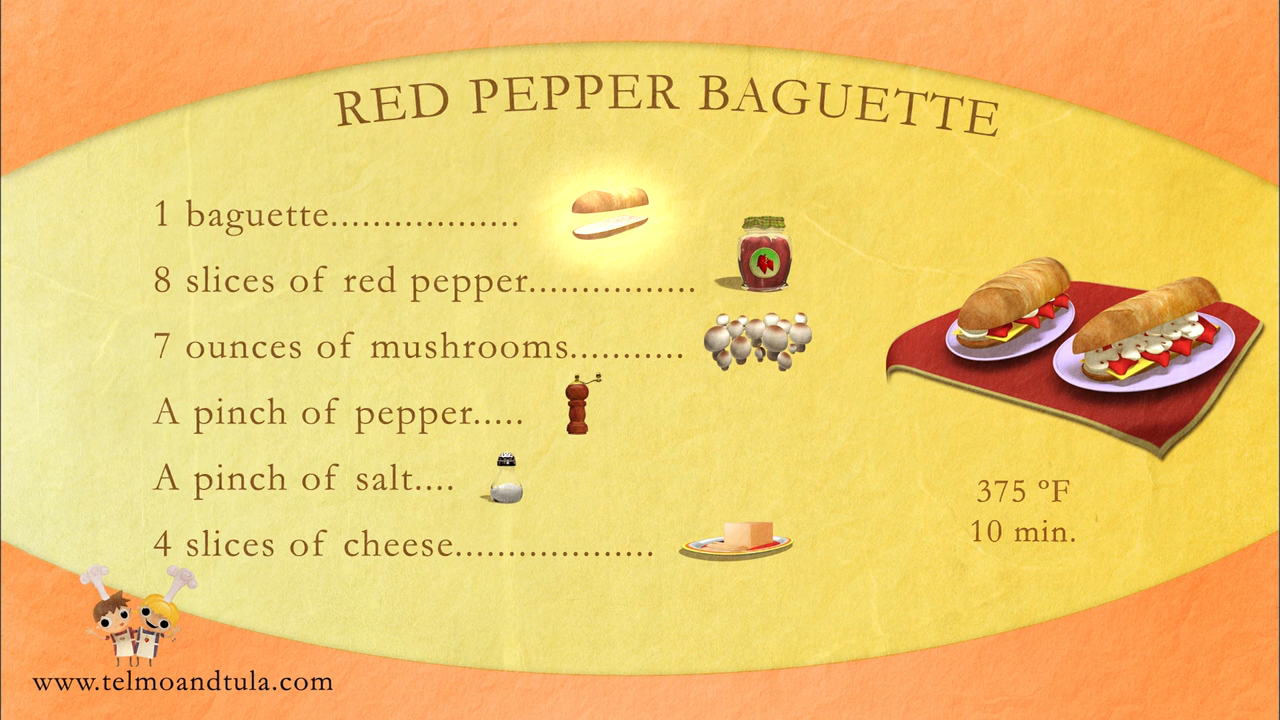 RED PEPPER BAGUETTE
1 baguette..................
8 slices of red pepper................
7 ounces of mushrooms...........
A pinch of pepper.....
A pinch of salt....
4 slices of cheese...................
375 ºF
10 min.
www.telmoandtula.com